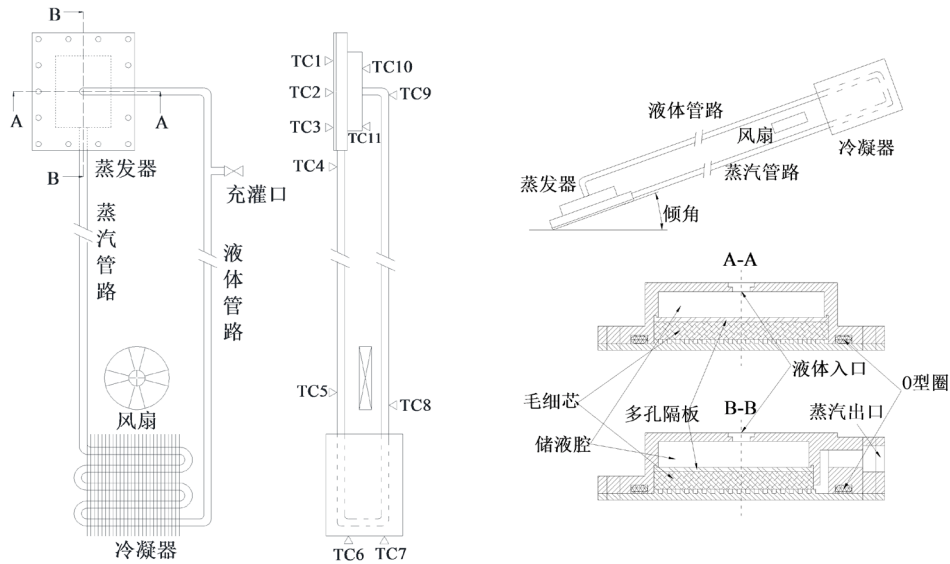 B
A
A
B
蒸发器
充灌口
蒸汽管路
液体管路
风扇
冷凝器
TC1
TC10
TC2
TC9
TC3
TC11
TC4
TC5
TC8
TC6
TC7
液体管路
风扇
冷凝器
蒸汽管路
蒸发器
倾角
A-A
液体入口
O型圈
毛细芯
多孔隔板
B-B
蒸汽出口
储液腔